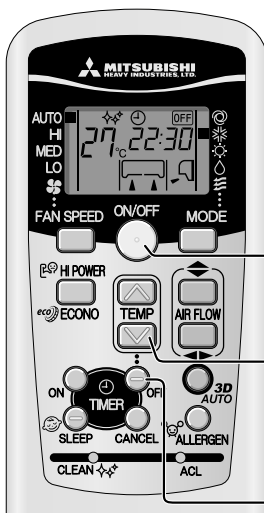 MITSUBISHI
HEAVY INDUSTRIES, LTD.
AUTO
HI
MED
LO
OFF
27°C 22:30
FAN SPEED
ON/OFF
MODE
HI POWER
eco ECONO
TEMP
AIR FLOW
3D
AUTO
ON
TIMER
OFF
SLEEP
CANCEL
ALLERGEN
CLEAN
ACL